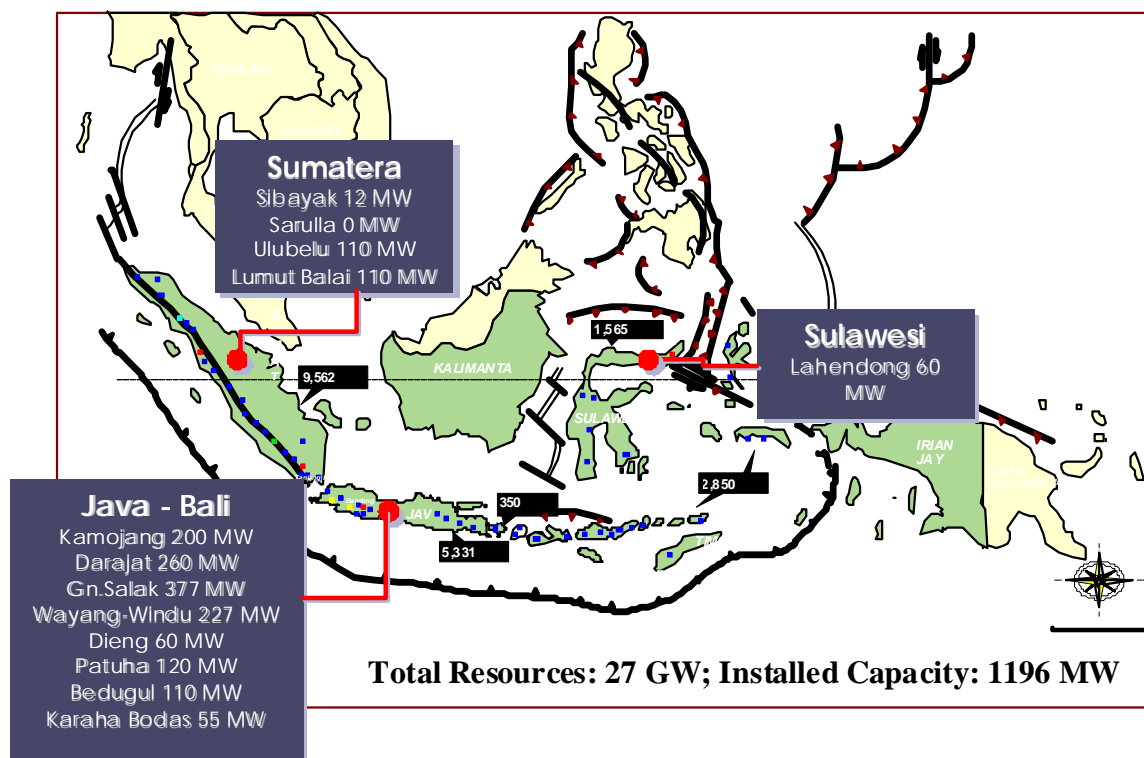 THAILAN
CAMBODI
Sumatera
Sibayak 12 MW
Sarulla 0 MW
Ulubelu 110 MW
Lumut Balai 110 MW
1,565
Sulawesi
Lahendong 60
MW
KALIMANTA
9,562
SULAW
IRIAN
JAY
2,850
350
JAV
5,331
TIM
Java - Bali
Kamojang 200 MW
Darajat 260 MW
Gn.Salak 377 MW
Wayang-Windu 227 MW
Dieng 60 MW
Patuha 120 MW
Bedugul 110 MW
Karaha Bodas 55 MW
Total Resources: 27 GW; Installed Capacity: 1196 MW